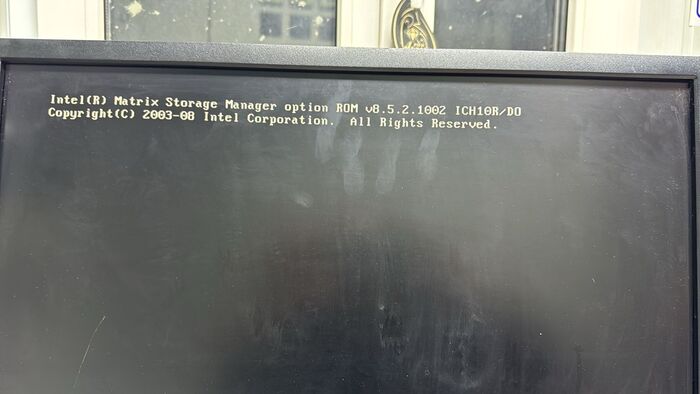 Intel(R) Matrix Storage Manager option ROM v8.5.2.1002 ICH10R/DO
Copyright(C) 2003-08 Intel Corporation.  All Rights Reserved.